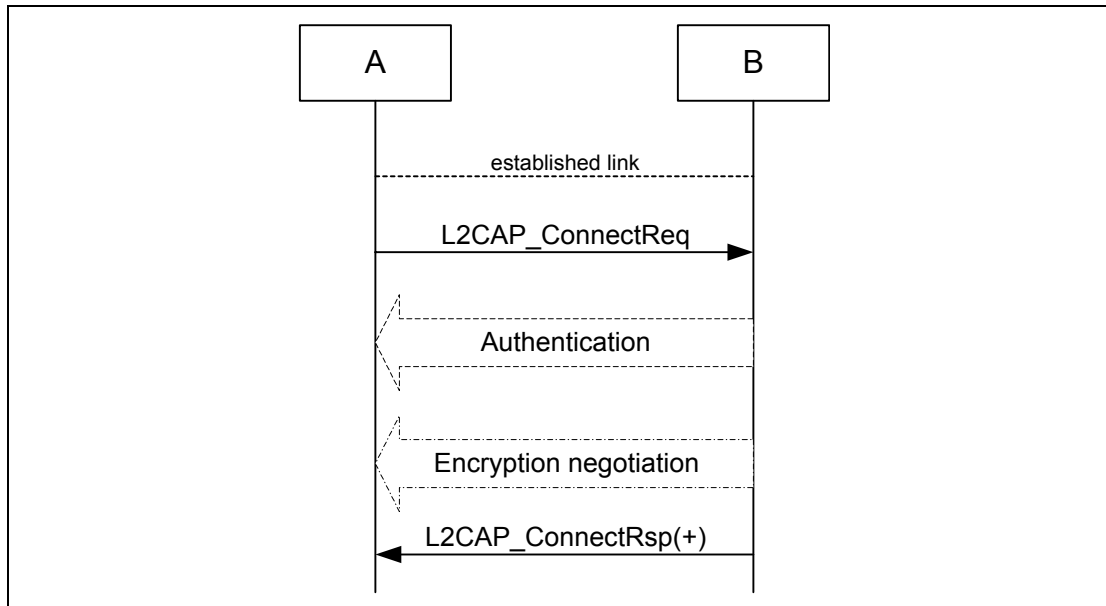 A
B
established link
L2CAP_ConnectReq
Authentication
Encryption negotiation
L2CAP_ConnectRsp(+)